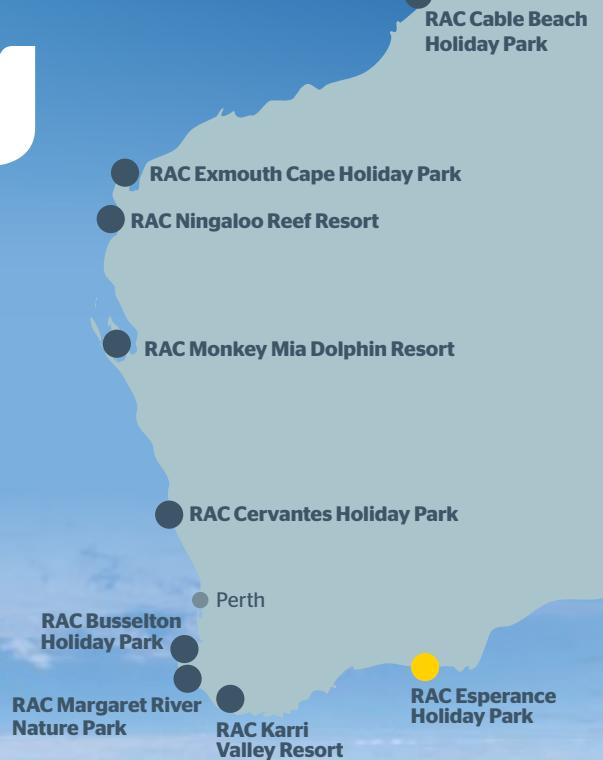 RAC Cable Beach
Holiday Park
RAC Exmouth Cape Holiday Park
RAC Ningaloo Reef Resort
RAC Monkey Mia Dolphin Resort
RAC Cervantes Holiday Park
Perth
RAC Busselton
Holiday Park
RAC Margaret River
Nature Park
RAC Karri
Valley Resort
RAC Esperance
Holiday Park